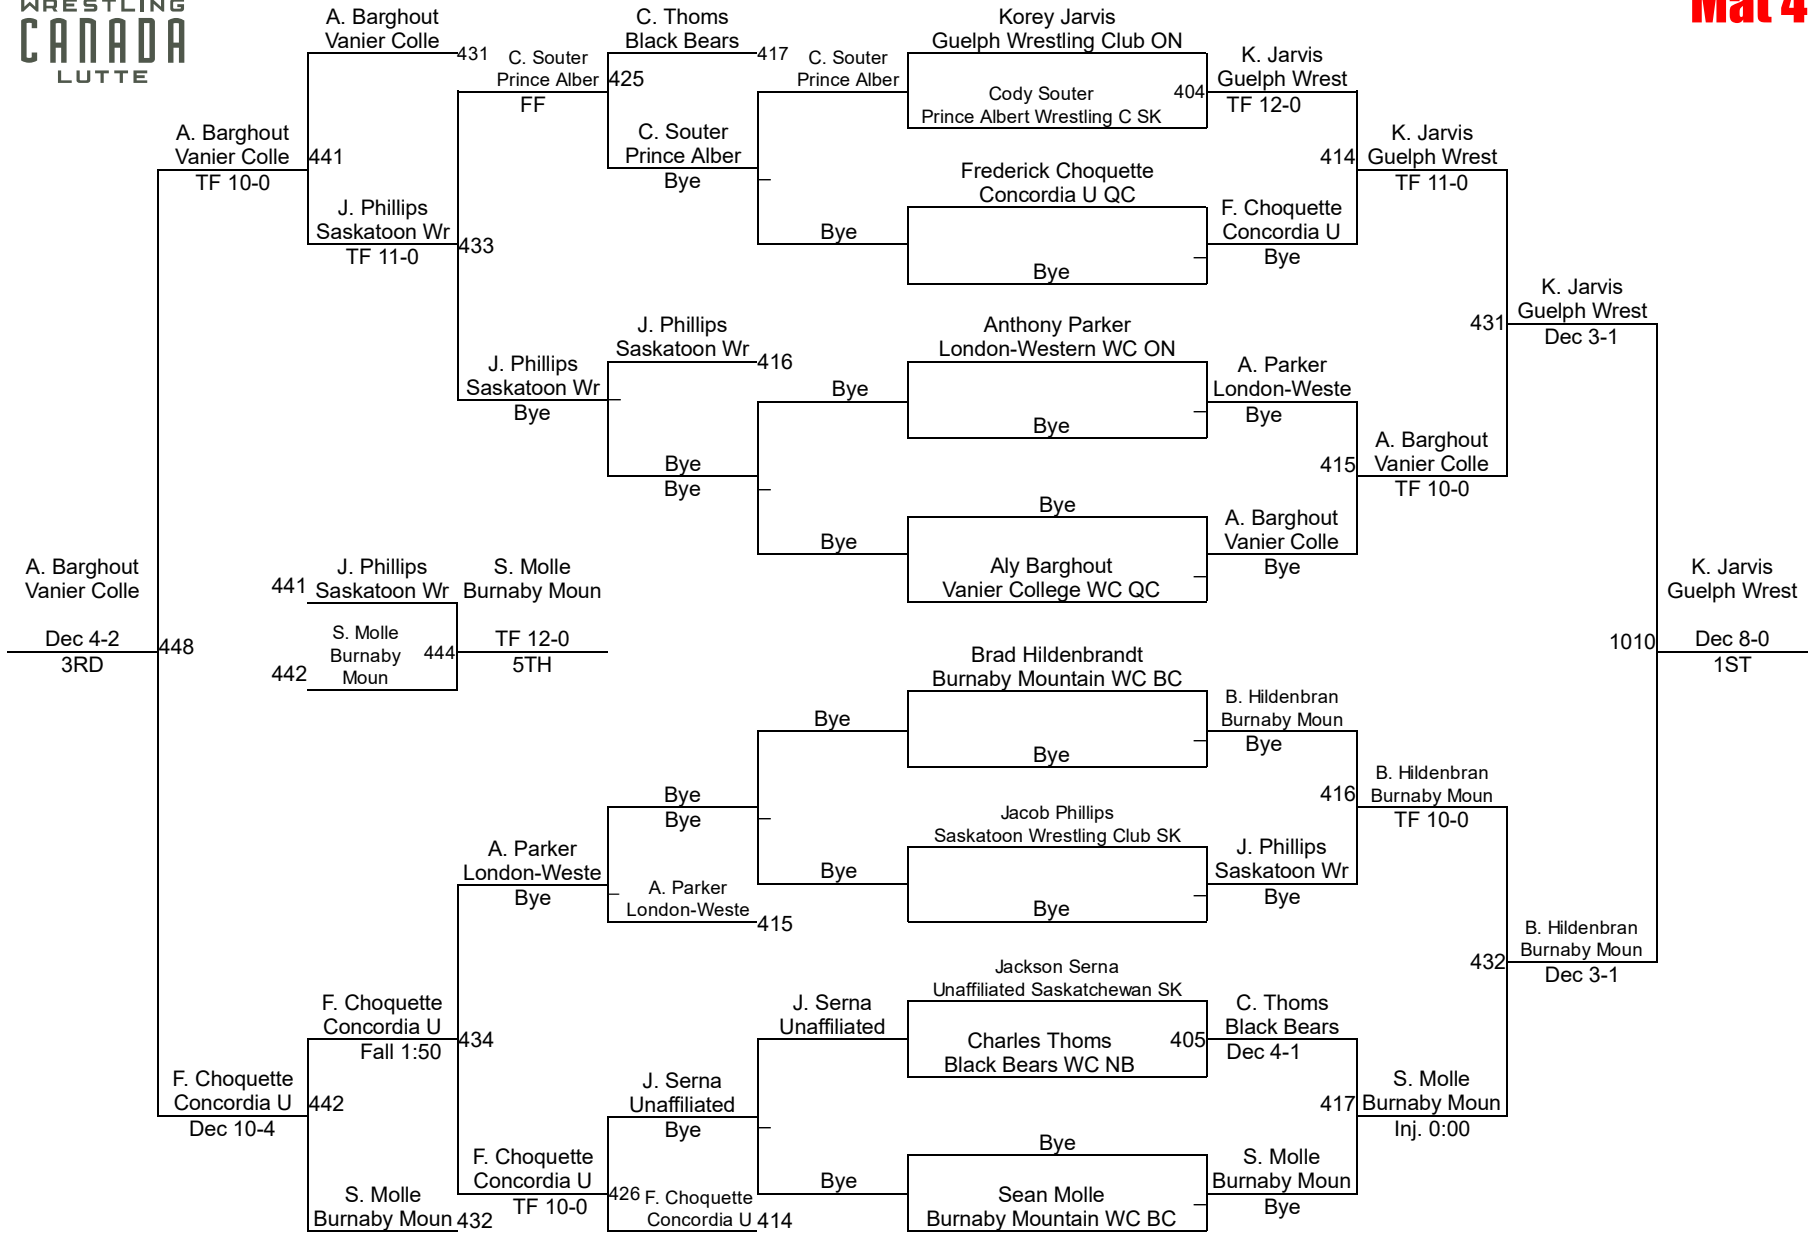 WRESTLING
CANADA
LUTTE
Mat 4
A. Barghout
Vanier Colle
431
C. Souter
Prince Alber
FF
425
C. Thoms
Black Bears
417
C. Souter
Prince Alber
Korey Jarvis
Guelph Wrestling Club ON
Cody Souter
Prince Albert Wrestling C SK
404
K. Jarvis
Guelph Wrest
TF 12-0
A. Barghout
Vanier Colle
TF 10-0
441
C. Souter
Prince Alber
Bye
Frederick Choquette
Concordia U QC
Bye
414
K. Jarvis
Guelph Wrest
TF 11-0
J. Phillips
Saskatoon Wr
TF 11-0
433
Bye
F. Choquette
Concordia U
Bye
K. Jarvis
Guelph Wrest
Dec 3-1
431
J. Phillips
Saskatoon Wr
416
Anthony Parker
London-Western WC ON
Bye
A. Parker
London-Weste
Bye
J. Phillips
Saskatoon Wr
Bye
Bye
Bye
Bye
415
A. Barghout
Vanier Colle
TF 10-0
Bye
Bye
Aly Barghout
Vanier College WC QC
A. Barghout
Vanier Colle
Bye
A. Barghout
Vanier Colle
Dec 4-2
3RD
448
441
J. Phillips
Saskatoon Wr
442
S. Molle
Burnaby
Moun
444
S. Molle
Burnaby Moun
TF 12-0
5TH
K. Jarvis
Guelph Wrest
1010
Dec 8-0
1ST
Brad Hildenbrandt
Burnaby Mountain WC BC
Bye
Bye
B. Hildenbran
Burnaby Moun
Bye
416
B. Hildenbran
Burnaby Moun
TF 10-0
Bye
Bye
Jacob Phillips
Saskatoon Wrestling Club SK
Bye
J. Phillips
Saskatoon Wr
Bye
A. Parker
London-Weste
Bye
Bye
A. Parker
London-Weste
415
B. Hildenbran
Burnaby Moun
Dec 3-1
432
F. Choquette
Concordia U
Fall 1:50
434
J. Serna
Unaffiliated
Jackson Serna
Unaffiliated Saskatchewan SK
Charles Thoms
Black Bears WC NB
405
C. Thoms
Black Bears
Dec 4-1
F. Choquette
Concordia U
Dec 10-4
442
J. Serna
Unaffiliated
Bye
417
S. Molle
Burnaby Moun
Inj. 0:00
S. Molle
Burnaby Moun
432
F. Choquette
Concordia U
TF 10-0
426
F. Choquette
Concordia U
414
Bye
Bye
Sean Molle
Burnaby Mountain WC BC
S. Molle
Burnaby Moun
Bye